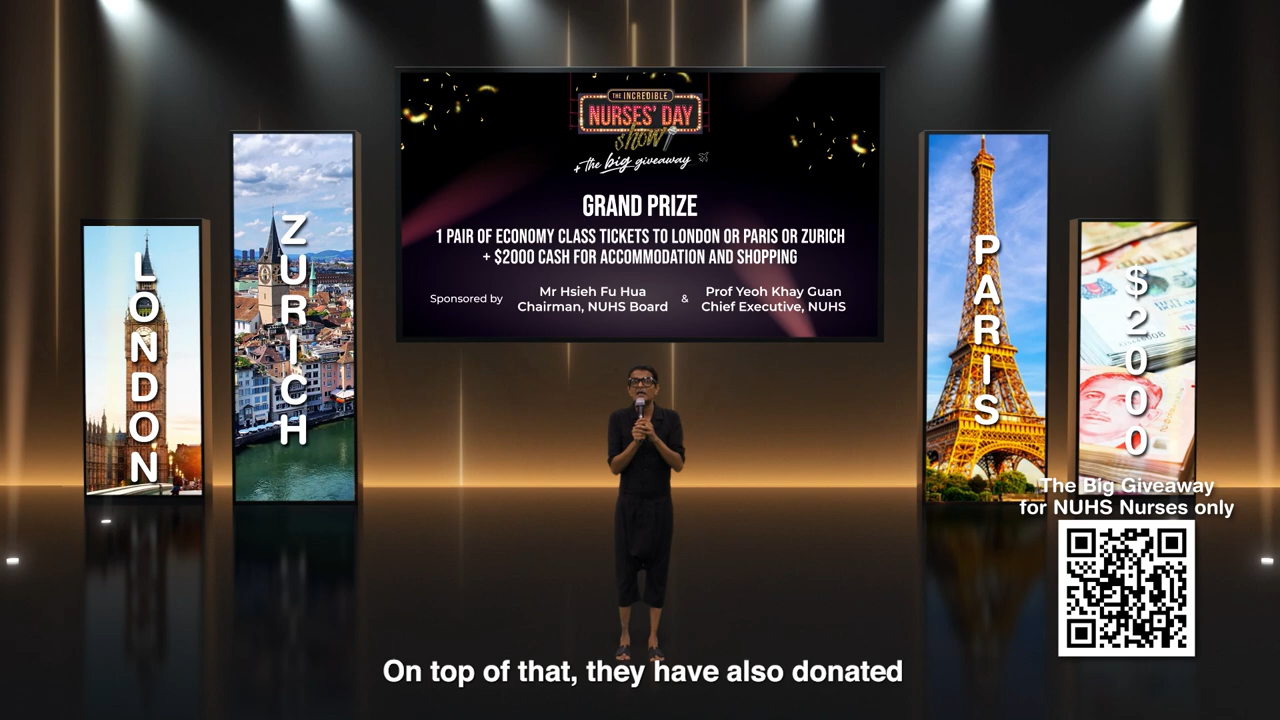 THE INCREDIBLE
NURSES' DAY
show
+ the big giveaway
GRAND PRIZE
1 PAIR OF ECONOMY CLASS TICKETS TO LONDON OR PARIS OR ZURICH
+ $2000 CASH FOR ACCOMMODATION AND SHOPPING
Sponsored by
Mr Hsieh Fu Hua
Chairman, NUHS Board
&
Prof Yeoh Khay Guan
Chief Executive, NUHS
LONDON
ZURICH
PARIS
$2000
The Big Giveaway
for NUHS Nurses only
On top of that, they have also donated